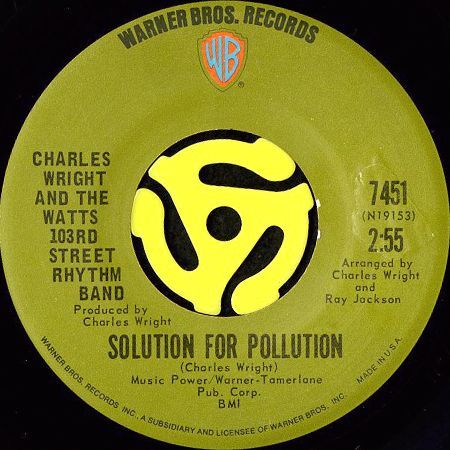 WARNER BROS. RECORDS
WB
CHARLES
WRIGHT
AND THE
WATTS
103RD
STREET
RHYTHM
BAND
Produced by
Charles Wright
7451
(N19153)
2:55
Arranged by
Charles Wright
and
Ray Jackson
SOLUTION FOR POLLUTION
(Charles Wright)
Music Power/Warner-Tamerlane
Pub. Corp.
BMI
WARNER BROS. RECORDS INC., A SUBSIDIARY AND LICENSEE OF WARNER BROS. INC. MADE IN U.S.A.